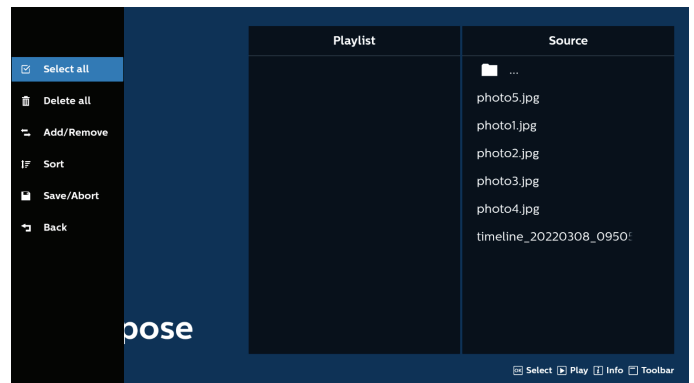 Select all
Delete all
Add/Remove
Sort
Save/Abort
Back
pose
Playlist
Source
...
photo5.jpg
photo1.jpg
photo2.jpg
photo3.jpg
photo4.jpg
timeline_20220308_0950
OK Select Play i Info Toolbar